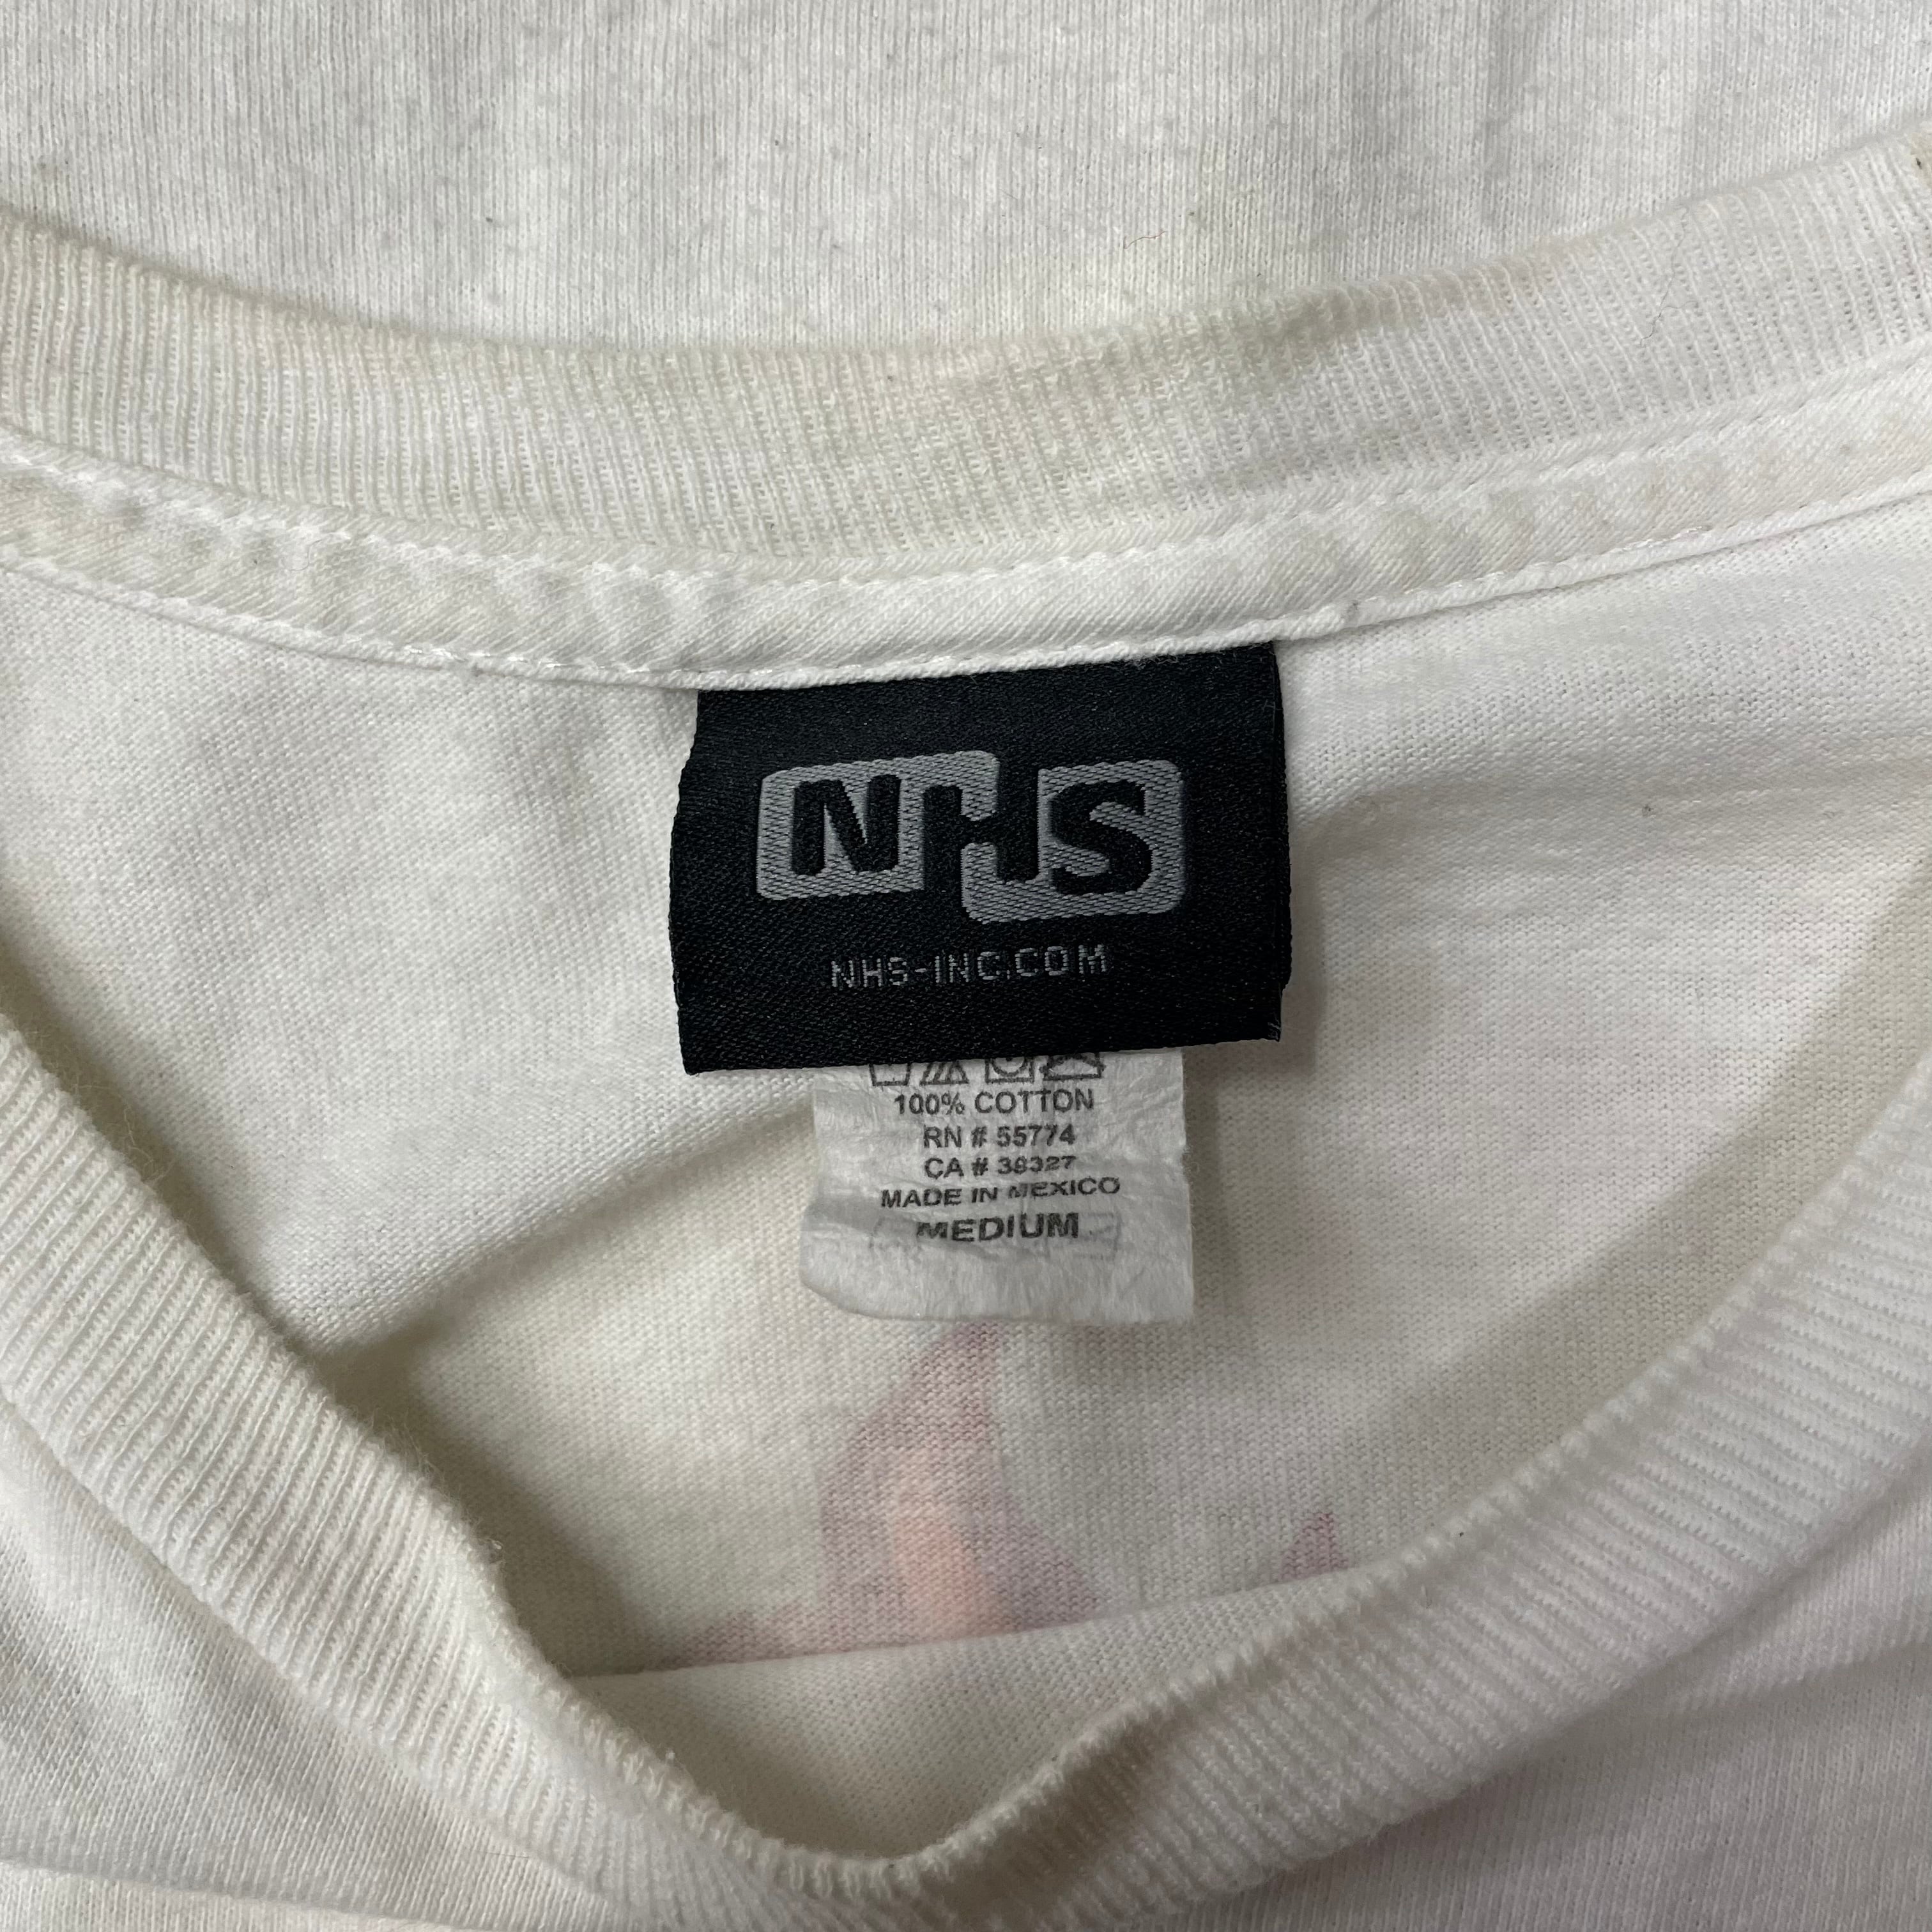 NHS
NHS-INC.COM
100% COTTON
RN # 55774
CA # 38327
MADE IN MEXICO
MEDIUM